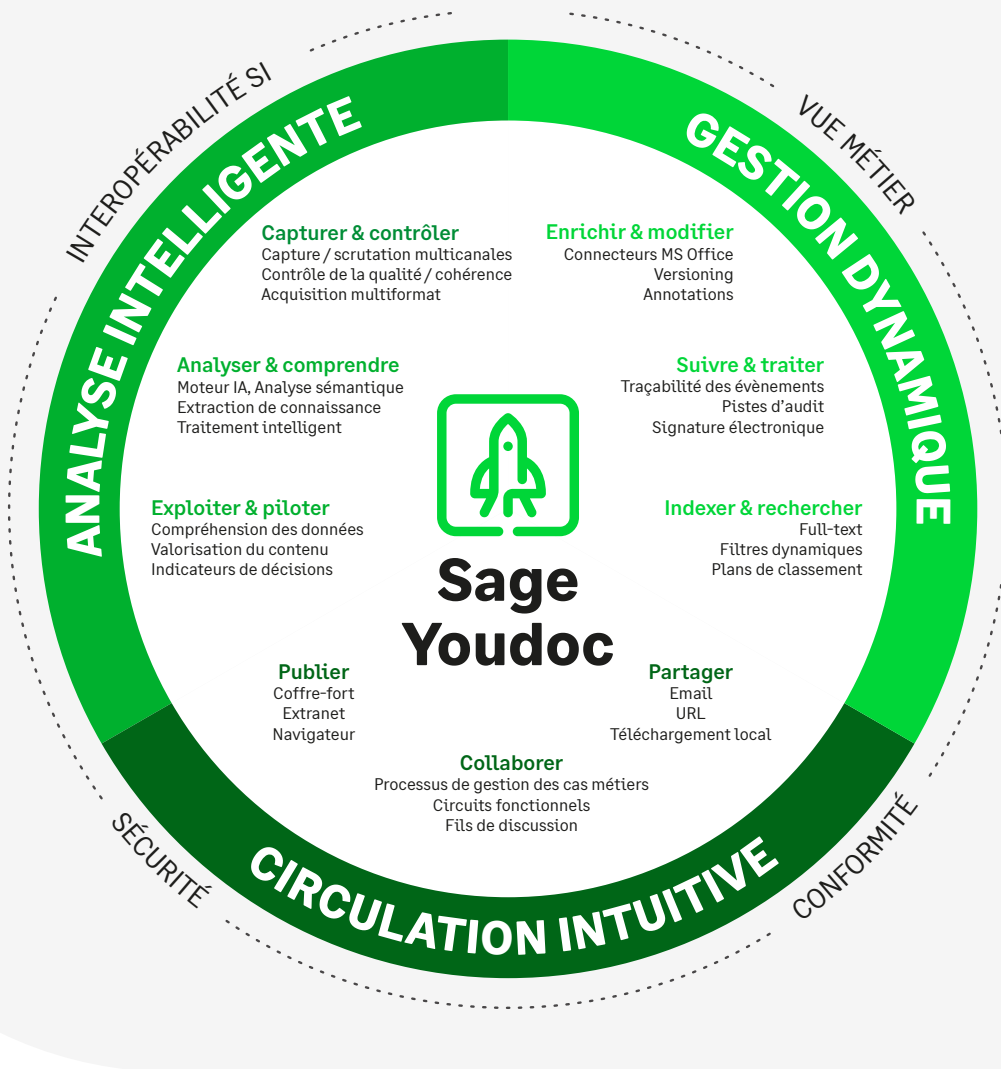 INTEROPÉRABILITÉ SI
VUE MÉTIER
ANALYSE INTELLIGENTE
GESTION DYNAMIQUE
Capturer & contrôler
Capture / scrutation multicanales
Contrôle de la qualité / cohérence
Acquisition multiformat
Enrichir & modifier
Connecteurs MS Office
Versioning
Annotations
Analyser & comprendre
Moteur IA, Analyse sémantique
Extraction de connaissance
Traitement intelligent
Suivre & traiter
Traçabilité des évènements
Pistes d'audit
Signature électronique
Exploiter & piloter
Compréhension des données
Valorisation du contenu
Indicateurs de décisions
Indexer & rechercher
Full-text
Filtres dynamiques
Plans de classement
Sage
Youdoc
Publier
Coffre-fort
Extranet
Navigateur
Partager
Email
URL
Téléchargement local
Collaborer
Processus de gestion des cas métiers
Circuits fonctionnels
Fils de discussion
SÉCURITÉ
CONFORMITÉ
CIRCULATION INTUITIVE